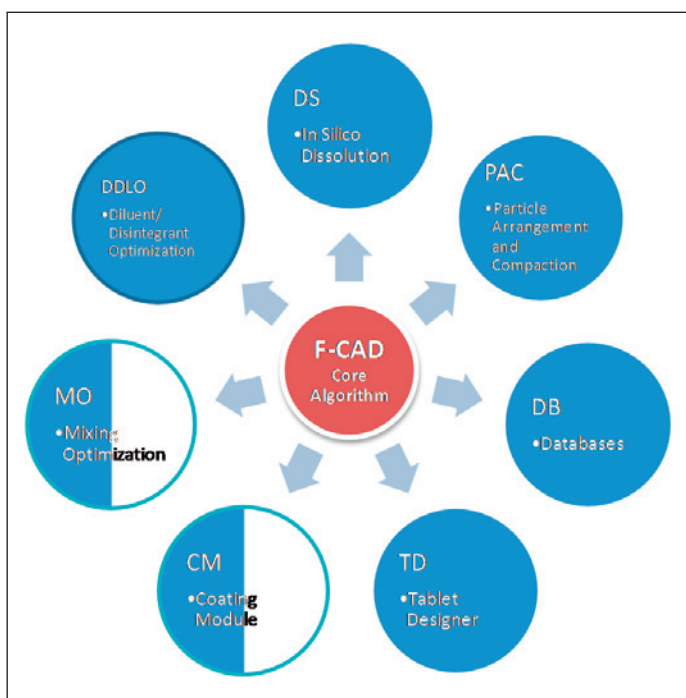 DS
•In Silico
Dissolution
PAC
•Particle
Arrangement
and
Compaction
DDLO
•Diluent/
Disintegrant
Optimization
F-CAD
Core
Algorithm
MO
•Mixing
Optimization
DB
•Databases
CM
•Coating
Module
TD
•Tablet
Designer